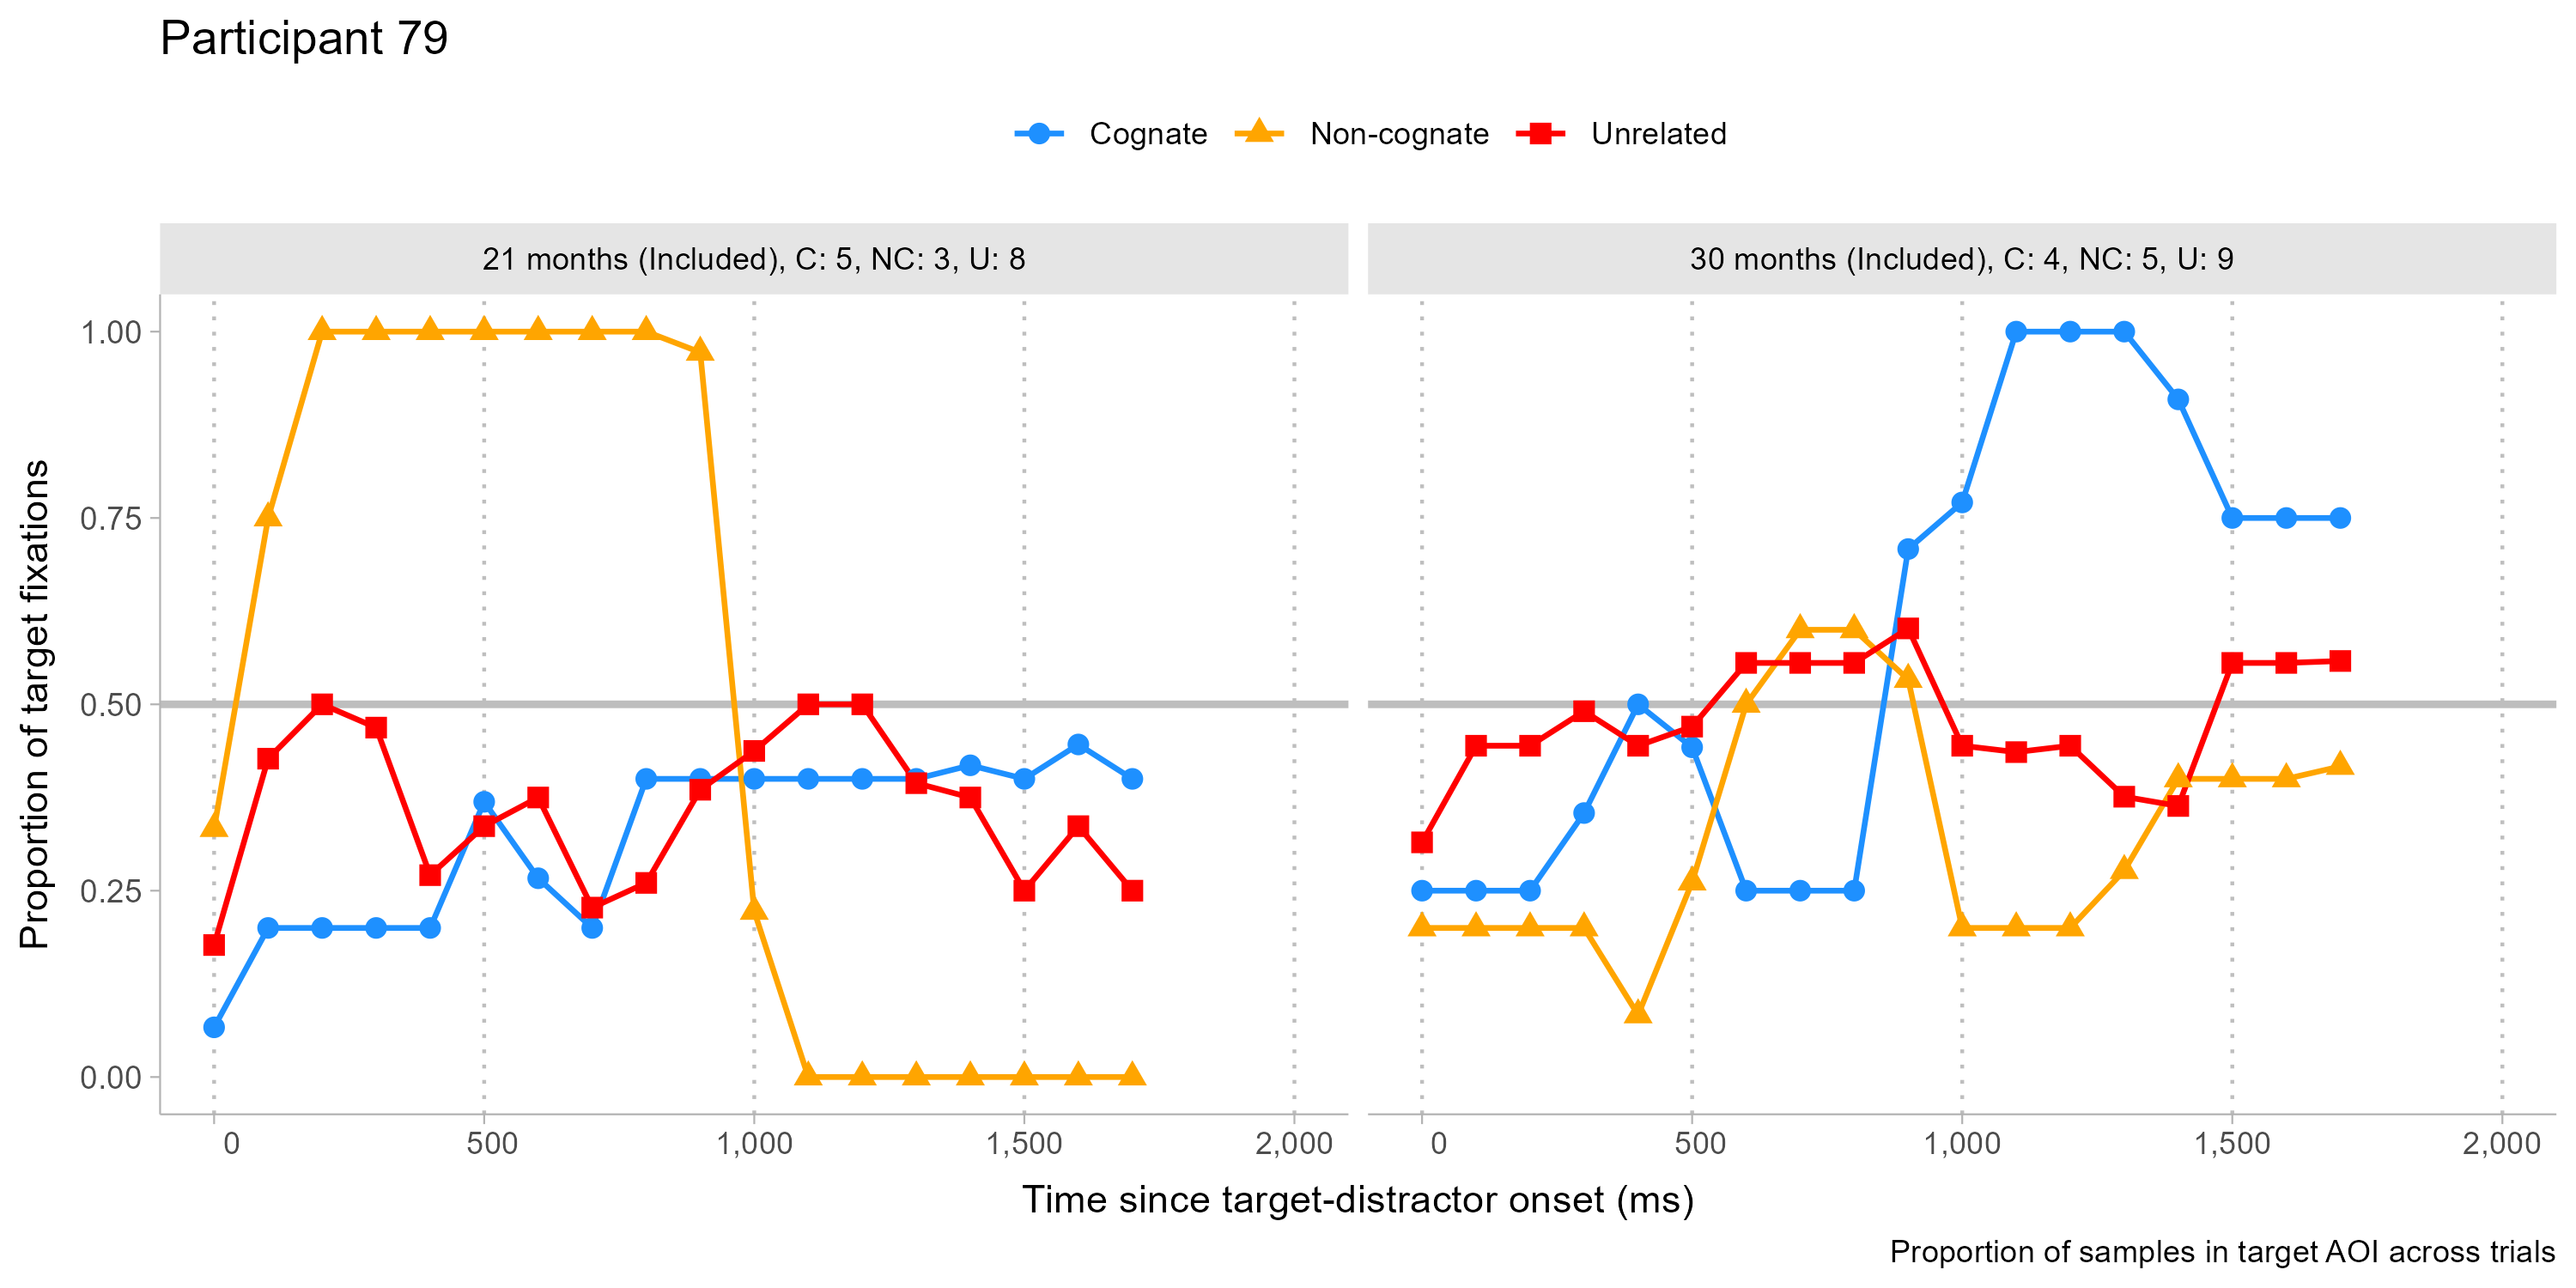 Participant 79
Cognate Non-cognate Unrelated
21 months (Included), C: 5, NC: 3, U: 8
30 months (Included), C: 4, NC: 5, U: 9
Proportion of target fixations
1.00
0.75
0.50
0.25
0.00
0 500 1,000 1,500 2,000
0 500 1,000 1,500 2,000
Time since target-distractor onset (ms)
Proportion of samples in target AOI across trials